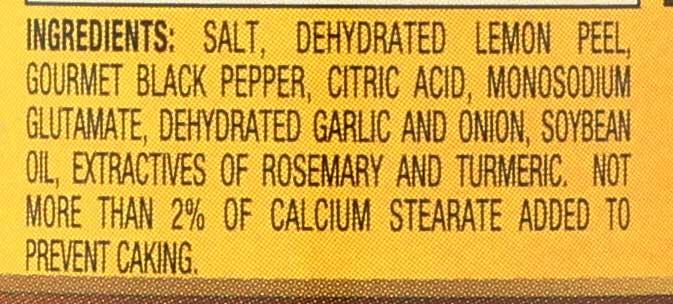 INGREDIENTS: SALT, DEHYDRATED LEMON PEEL,
GOURMET BLACK PEPPER, CITRIC ACID, MONOSODIUM
GLUTAMATE, DEHYDRATED GARLIC AND ONION, SOYBEAN
OIL, EXTRACTIVES OF ROSEMARY AND TURMERIC. NOT
MORE THAN 2% OF CALCIUM STEARATE ADDED TO
PREVENT CAKING.